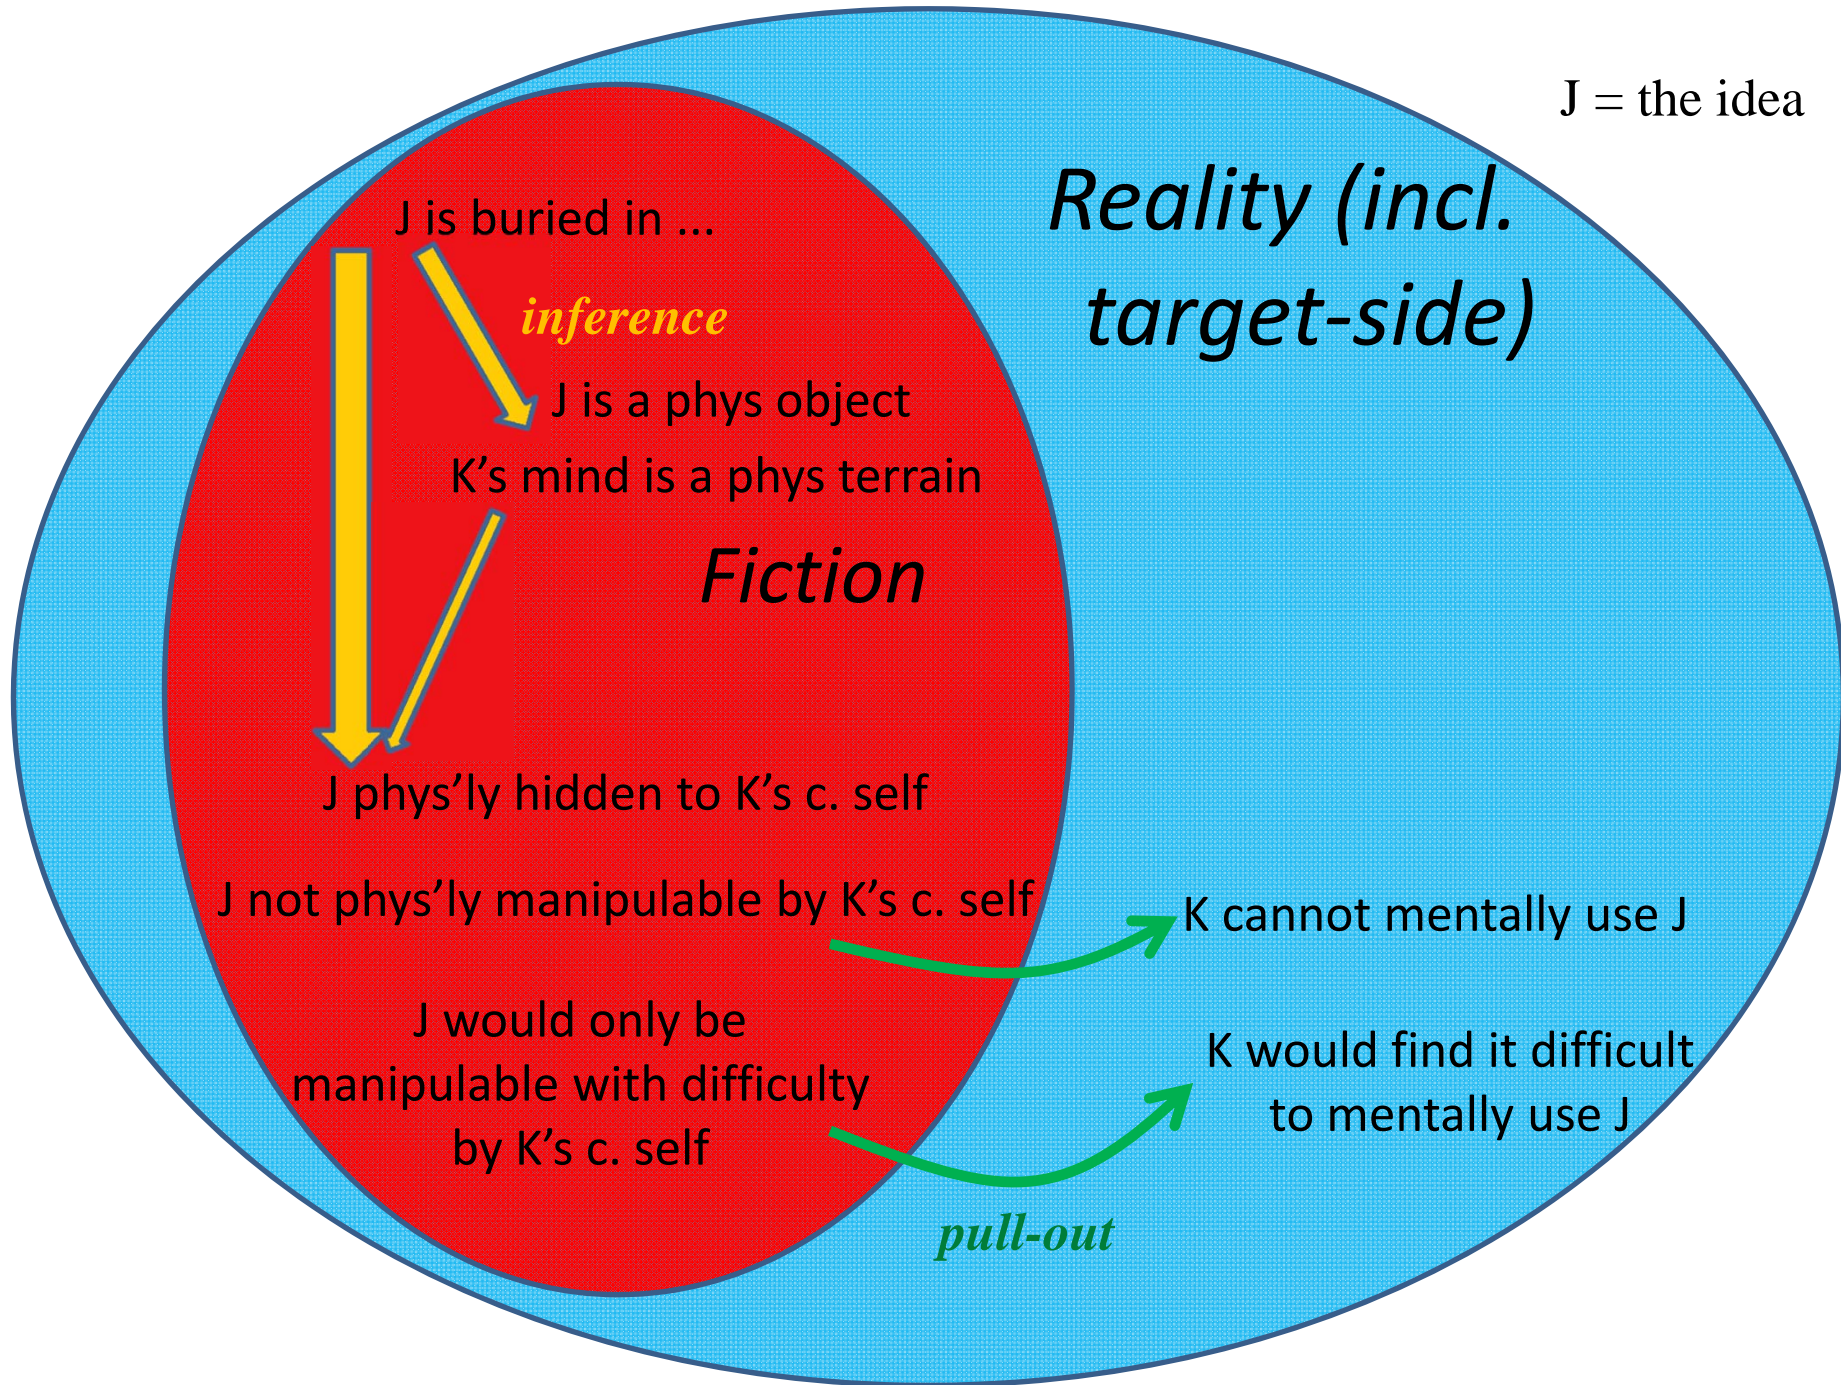 J = the idea
Reality (incl.
target-side)
J is buried in ...
inference
J is a phys object
K’s mind is a phys terrain
Fiction
J phys’ly hidden to K’s c. self
J not phys’ly manipulable by K’s c. self
K cannot mentally use J
J would only be
manipulable with difficulty
by K’s c. self
K would find it difficult
to mentally use J
pull-out